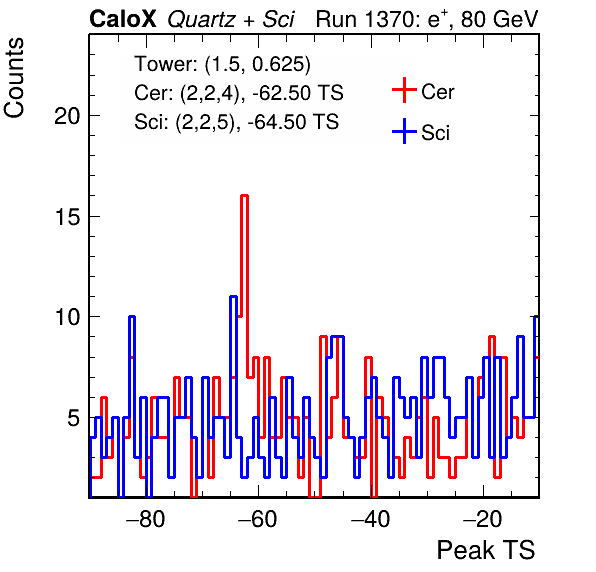 CaloX Quartz + Sci Run 1370: e+, 80 GeV
Counts
Tower: (1.5, 0.625)
Cer: (2,2,4), -62.50 TS
Sci: (2,2,5), -64.50 TS
Cer
Sci
20
15
10
5
−80 −60 −40 −20
Peak TS